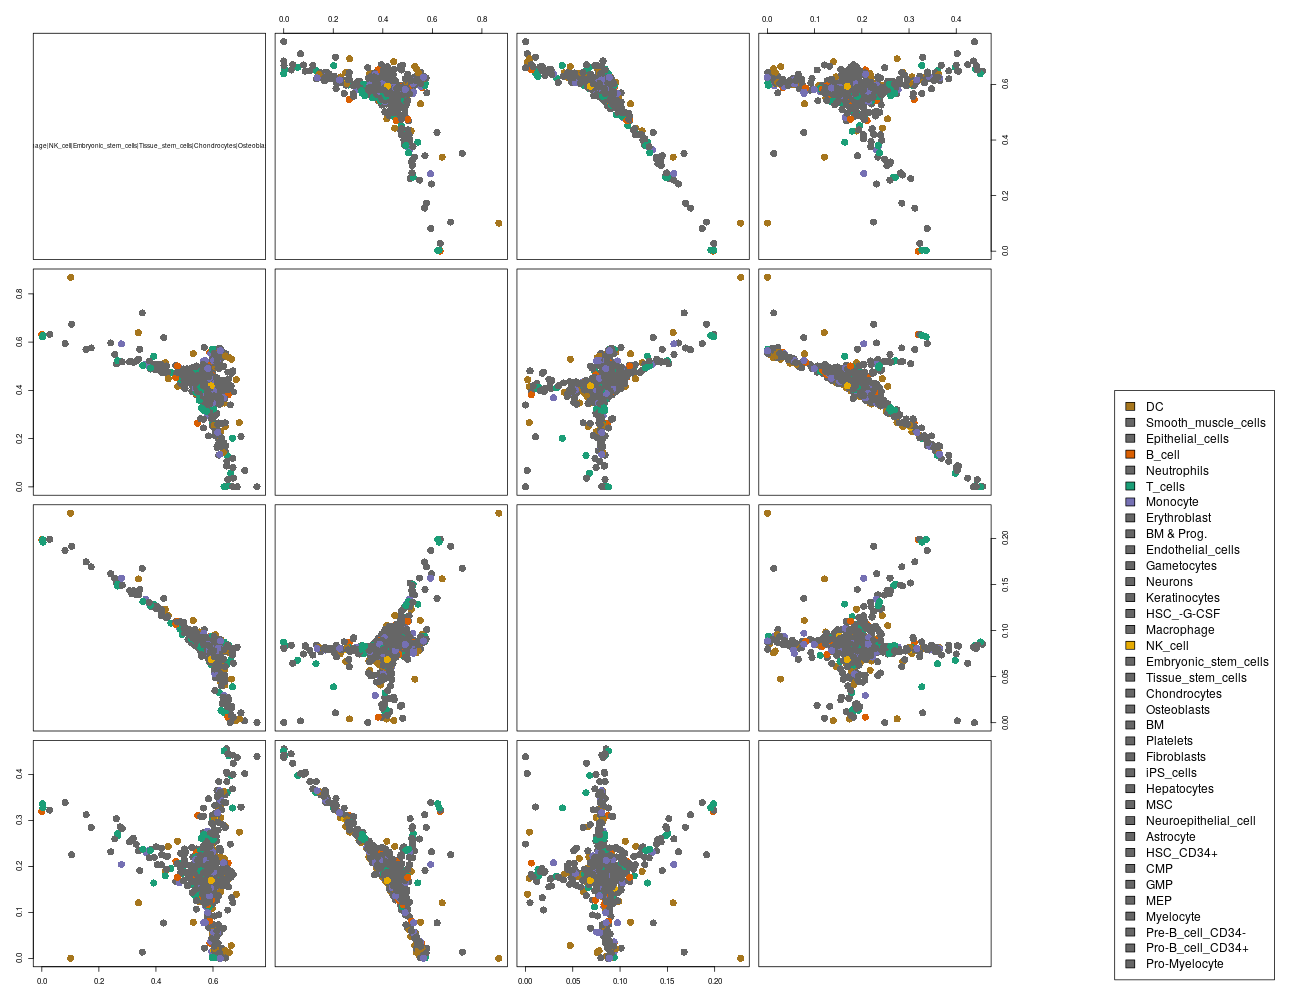 0.0 0.2 0.4 0.6 0.8
0.0 0.1 0.2 0.3 0.4
age|NK_cell|Embryonic_stem_cells|Tissue_stem_cells|Chondrocytes|Osteobla
0.6
0.4
0.2
0.0
0.8
0.6
0.4
0.2
0.0
0.20
0.15
0.10
0.05
0.00
0.4
0.3
0.2
0.1
0.0
0.0 0.2 0.4 0.6
0.00 0.05 0.10 0.15 0.20
DC
Smooth_muscle_cells
Epithelial_cells
B_cell
Neutrophils
T_cells
Monocyte
Erythroblast
BM & Prog.
Endothelial_cells
Gametocytes
Neurons
Keratinocytes
HSC_-G-CSF
Macrophage
NK_cell
Embryonic_stem_cells
Tissue_stem_cells
Chondrocytes
Osteoblasts
BM
Platelets
Fibroblasts
iPS_cells
Hepatocytes
MSC
Neuroepithelial_cell
Astrocyte
HSC_CD34+
CMP
GMP
MEP
Myelocyte
Pre-B_cell_CD34-
Pro-B_cell_CD34+
Pro-Myelocyte